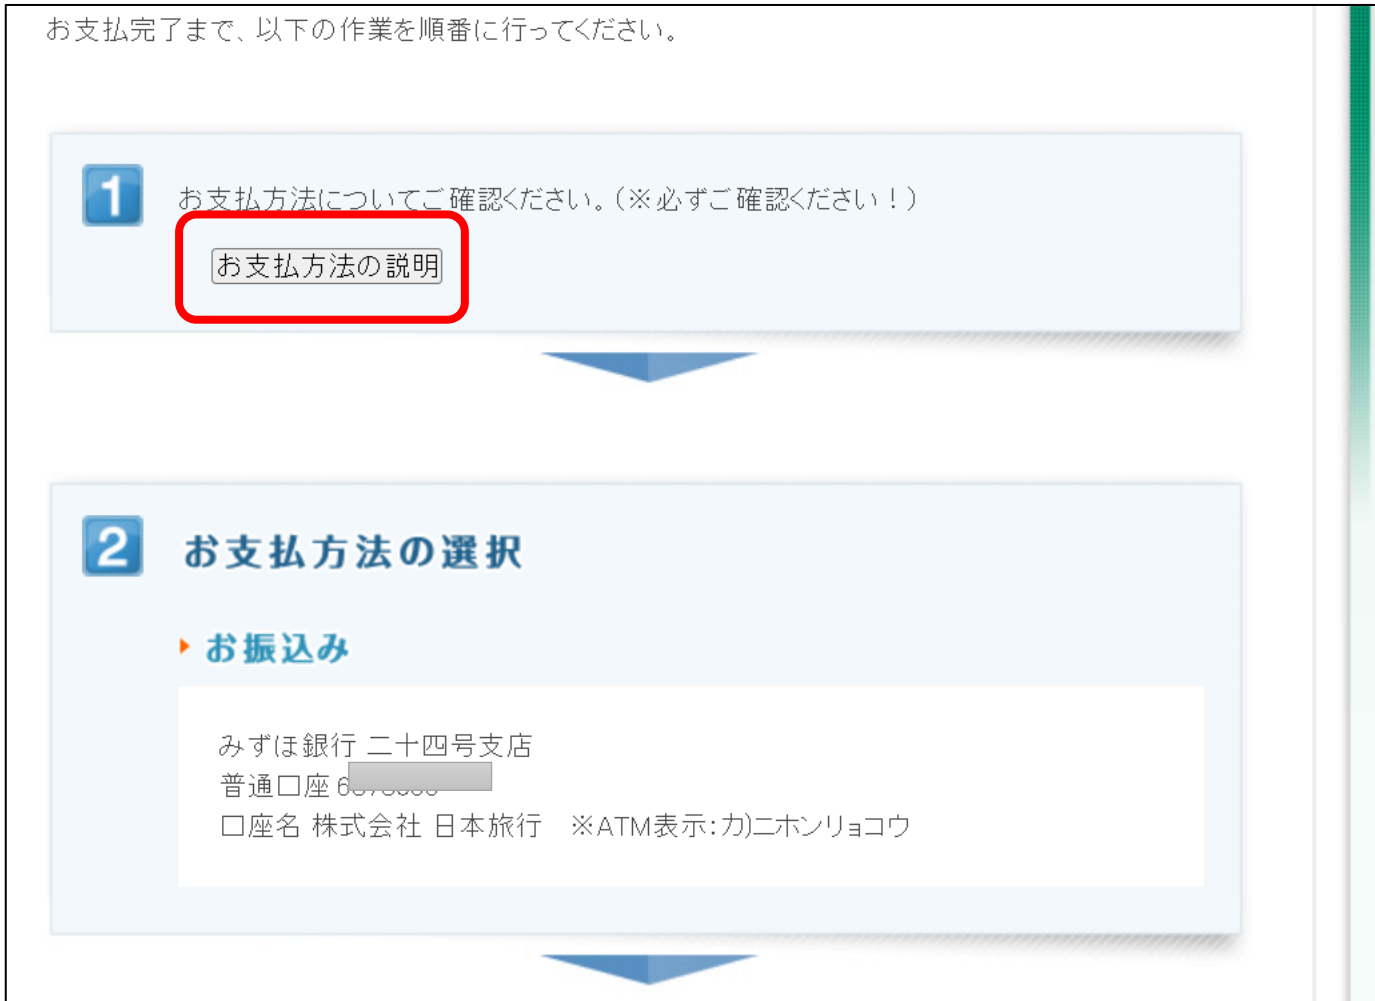 お支払完了まで、以下の作業を順番に行ってください。
1
お支払方法についてご確認ください。(※必ずご確認ください！)
お支払方法の説明
2 お支払方法の選択
お振込み
みずほ銀行 二十四号支店
普通口座
口座名 株式会社 日本旅行　※ATM表示:カ)ニホンリョコウ